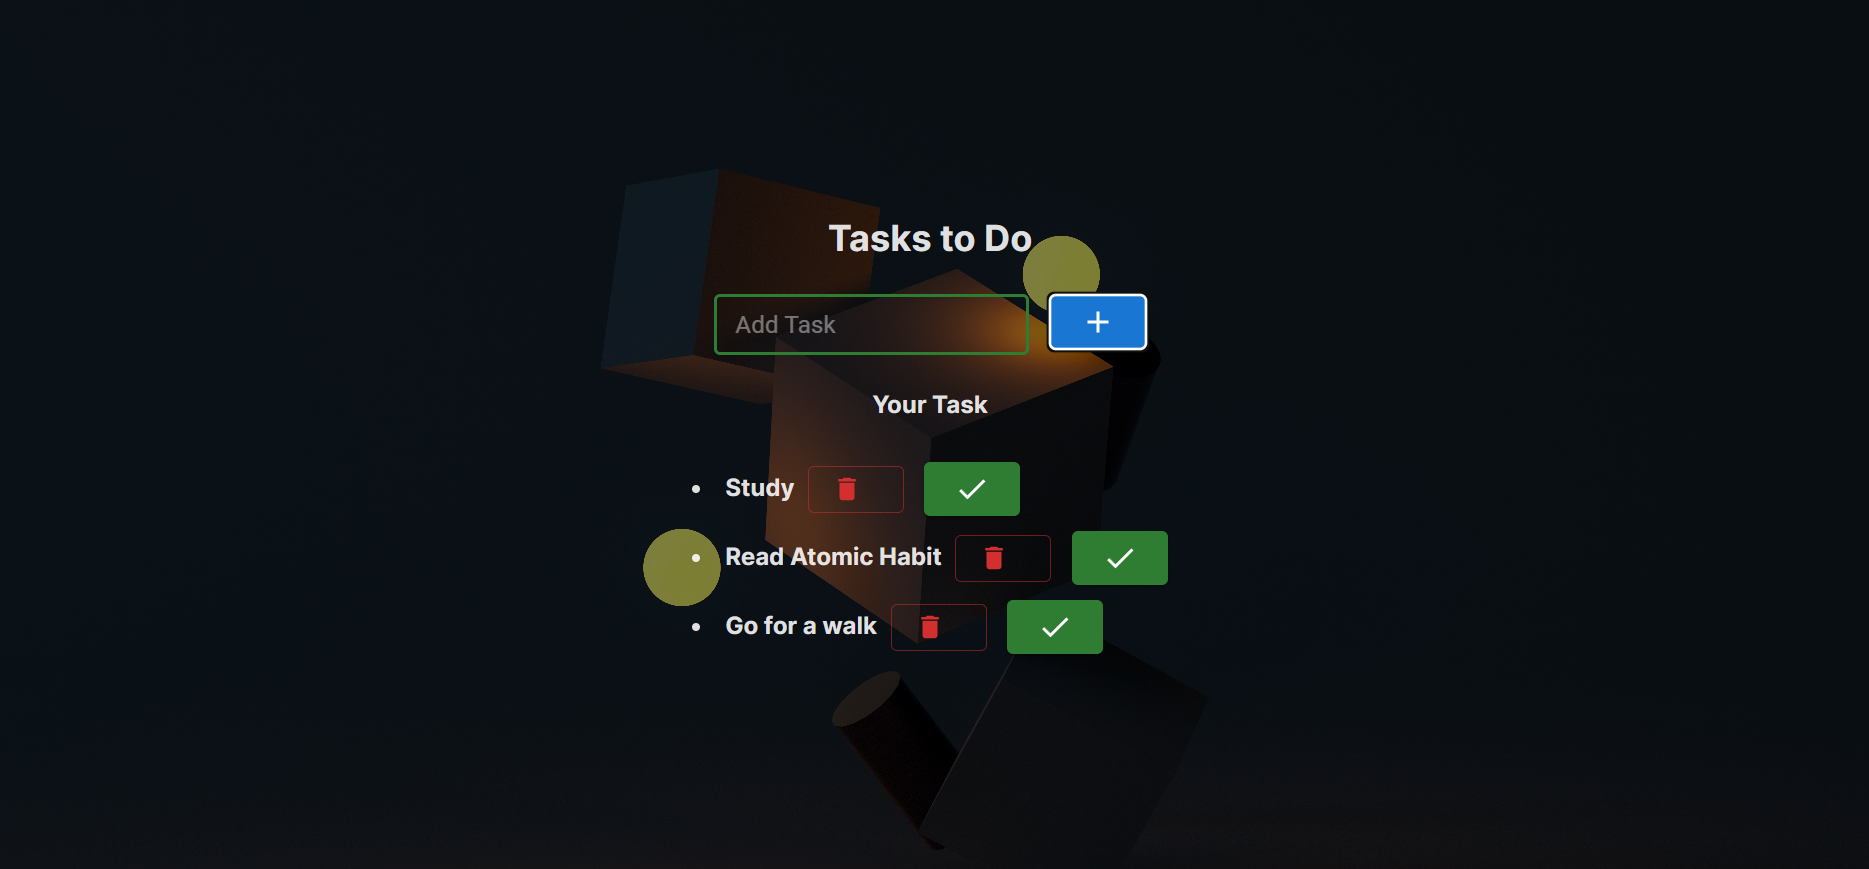 Tasks to Do
Add Task
Your Task
Study
Read Atomic Habit
Go for a walk